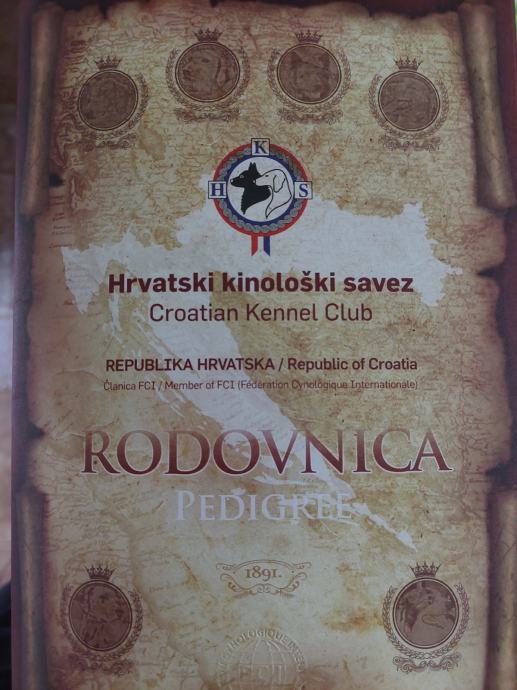 K
H S
Hrvatski kinološki savez
Croatian Kennel Club
REPUBLIKA HRVATSKA / Republic of Croatia
Članica FCI / Member of FCI (Fédération Cynologique Internationale)
RODOVNICA
PEDIGREE
1891.